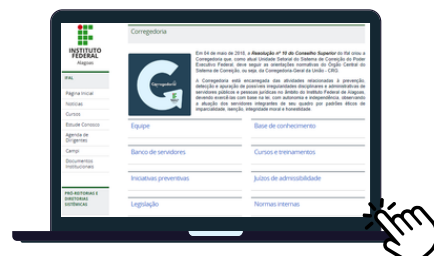 INSTITUTO
FEDERAL
Alagoas
IFAL
Página Inicial
Notícias
Cursos
Estude Conosco
Agenda de
Dirigentes
Campi
Documentos
Institucionais
PRÓ-REITORIAS E
DIRETORIAS
SISTÊMICAS
Corregedoria
Corregedoria
Em 04 de maio de 2018, a Resolução nº 10 do Conselho Superior do Ifal criou a
Corregedoria que, como atual Unidade Setorial do Sistema de Correição do Poder
Executivo Federal, deve seguir as orientações normativas do Órgão Central do
Sistema de Correição, ou seja, da Corregedoria-Geral da União - CRG.
A Corregedoria está encarregada das atividades relacionadas à prevenção,
detecção e apuração de possíveis irregularidades disciplinares e administrativas de
servidores públicos e pessoas jurídicas no âmbito do Instituto Federal de Alagoas,
devendo exercê-las com base na lei, com autonomia e independência, observando
a atuação dos servidores integrantes de seu quadro por padrões éticos de
imparcialidade, isenção, integridade moral e honestidade.
Equipe
Base de conhecimento
Banco de servidores
Cursos e treinamentos
Iniciativas preventivas
Juízos de admissibilidade
Legislação
Normas internas